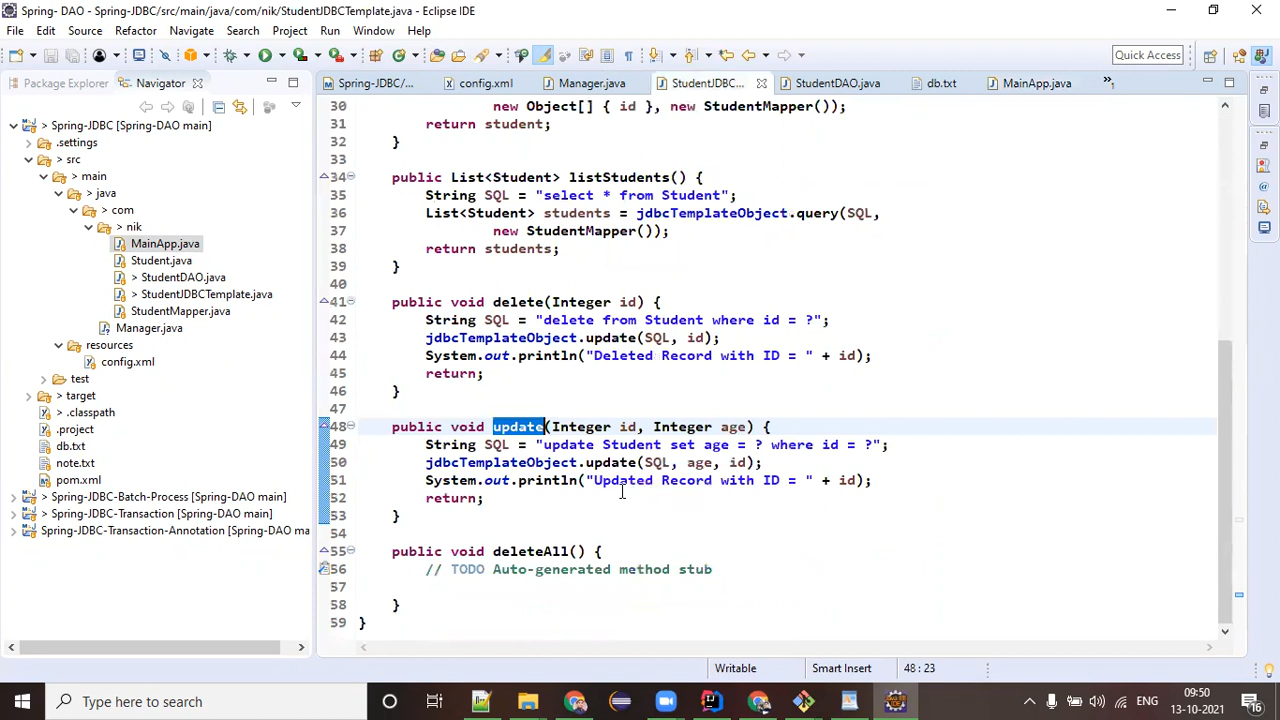 Spring- DAO - Spring-JDBC/src/main/java/com/nik/StudentJDBCTemplate.java - Eclipse IDE
File Edit Source Refactor Navigate Search Project Run Window Help
Quick Access
Package Explorer Navigator
Spring-JDBC/... config.xml Manager.java StudentJDBC... StudentDAO.java db.txt MainApp.java »1
> Spring-JDBC [Spring-DAO main]
.settings
> src
> main
> java
> com
> nik
MainApp.java
Student.java
> StudentDAO.java
> StudentJDBCTemplate.java
StudentMapper.java
Manager.java
resources
config.xml
test
> target
> .classpath
.project
db.txt
note.txt
pom.xml
> Spring-JDBC-Batch-Process [Spring-DAO main]
> Spring-JDBC-Transaction [Spring-DAO main]
Spring-JDBC-Transaction-Annotation [Spring-DAO ma
30 new Object[] { id }, new StudentMapper());
31 return student;
32 }
33
34 public List<Student> listStudents() {
35 String SQL = "select * from Student";
36 List<Student> students = jdbcTemplateObject.query(SQL,
37 new StudentMapper());
38 return students;
39 }
40
41 public void delete(Integer id) {
42 String SQL = "delete from Student where id = ?";
43 jdbcTemplateObject.update(SQL, id);
44 System.out.println("Deleted Record with ID = " + id);
45 return;
46 }
47
48 public void update(Integer id, Integer age) {
49 String SQL = "update Student set age = ? where id = ?";
50 jdbcTemplateObject.update(SQL, age, id);
51 System.out.println("Updated Record with ID = " + id);
52 return;
53 }
54
55 public void deleteAll() {
56 // TODO Auto-generated method stub
57
58 }
59 }
Writable Smart Insert 48 : 23
Type here to search
ENG
09:50
13-10-2021
16